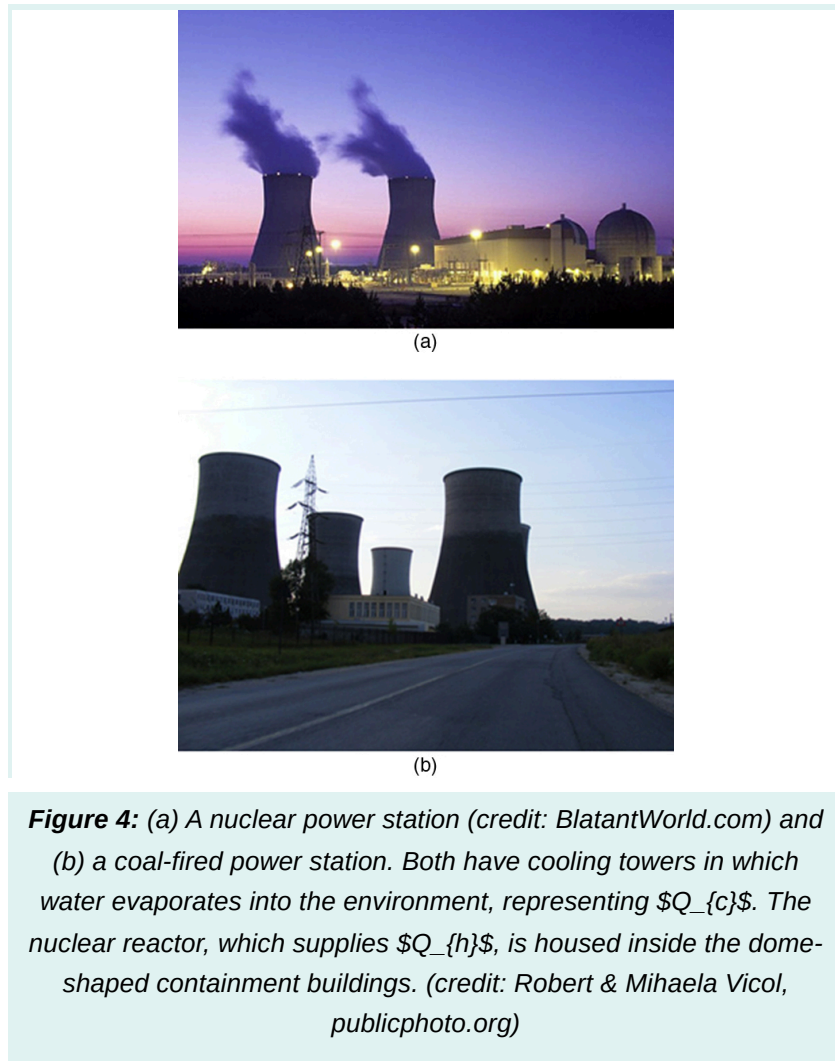 (a)
(b)
Figure 4: (a) A nuclear power station (credit: BlatantWorld.com) and
(b) a coal-fired power station. Both have cooling towers in which
water evaporates into the environment, representing $Q_{c}$. The
nuclear reactor, which supplies $Q_{h}$, is housed inside the dome-
shaped containment buildings. (credit: Robert & Mihaela Vicol,
publicphoto.org)